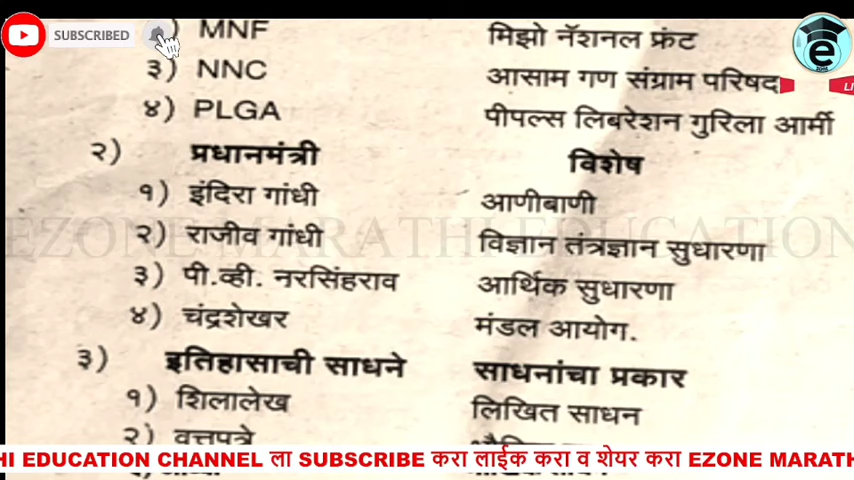 SUBSCRIBED
) MNF मिझो नॅशनल फ्रंट
३) NNC आसाम गण संग्राम परिषद
४) PLGA पीपल्स लिबरेशन गुरिला आर्मी
२) प्रधानमंत्री विशेष
१) इंदिरा गांधी आणीबाणी
EZONE MARATHI EDUCATION
२) राजीव गांधी विज्ञान तंत्रज्ञान सुधारणा
३) पी.व्ही. नरसिंहराव आर्थिक सुधारणा
४) चंद्रशेखर मंडल आयोग.
३) इतिहासाची साधने साधनांचा प्रकार
१) शिलालेख लिखित साधन
२) वृत्तपत्रे
HI EDUCATION CHANNEL ला SUBSCRIBE करा लाईक करा व शेयर करा EZONE MARATH